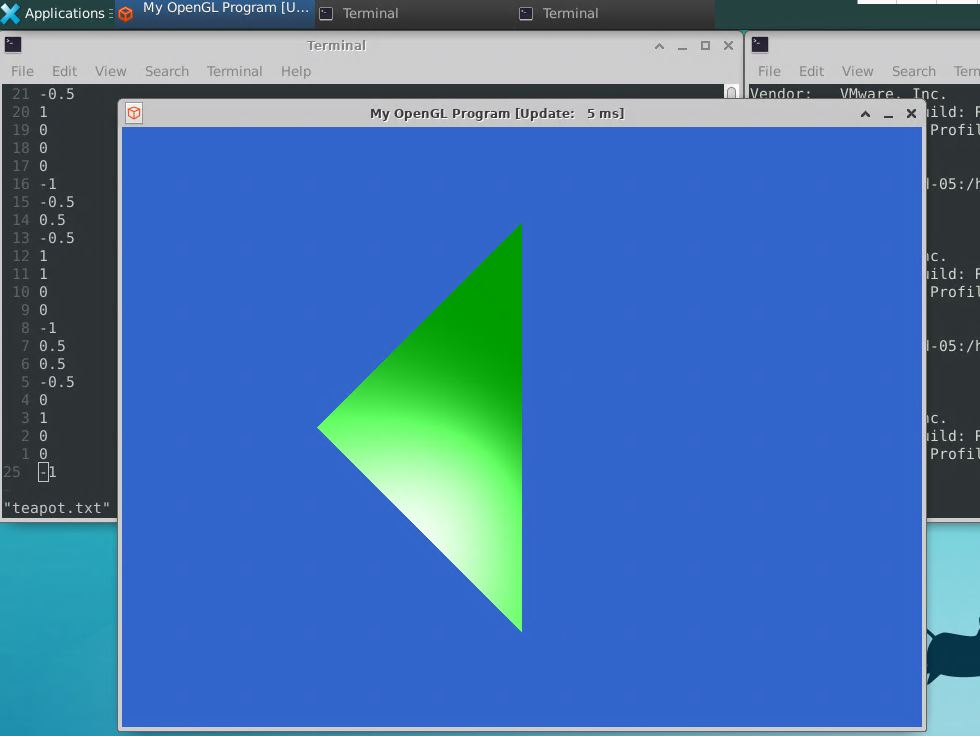 Applications
My OpenGL Program [U...
Terminal
Terminal
Terminal
File Edit View Search Terminal Help
File Edit View Search Term
21 -0.5
20 1
19 0
18 0
17 0
16 -1
15 -0.5
14 0.5
13 -0.5
12 1
11 1
10 0
9 0
8 -1
7 0.5
6 0.5
5 -0.5
4 0
3 1
2 0
1 0
25 -1
"teapot.txt"
My OpenGL Program [Update: 5 ms]
Vendor: VMware, Inc.
uild: R
Profil
d-05:/h
nc.
uild: R
Profil
d-05:/h
nc.
uild: R
Profil